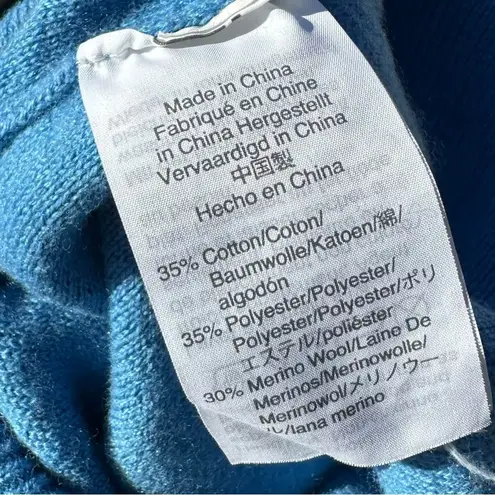 Made in China
Fabriqué en Chine
in China Hergestellt
Vervaardigd in China
中国製
Hecho en China
35% Cotton/Coton/
Baumwolle/Katoen/綿/
algodón
35% Polyester/Polyester/
Polyester/Polyester/ポリ
エステル/poliéster
30% Merino Wool/Laine De
Merinos/Merinowolle/
Merinowol/メリノウー
ル/lana merino